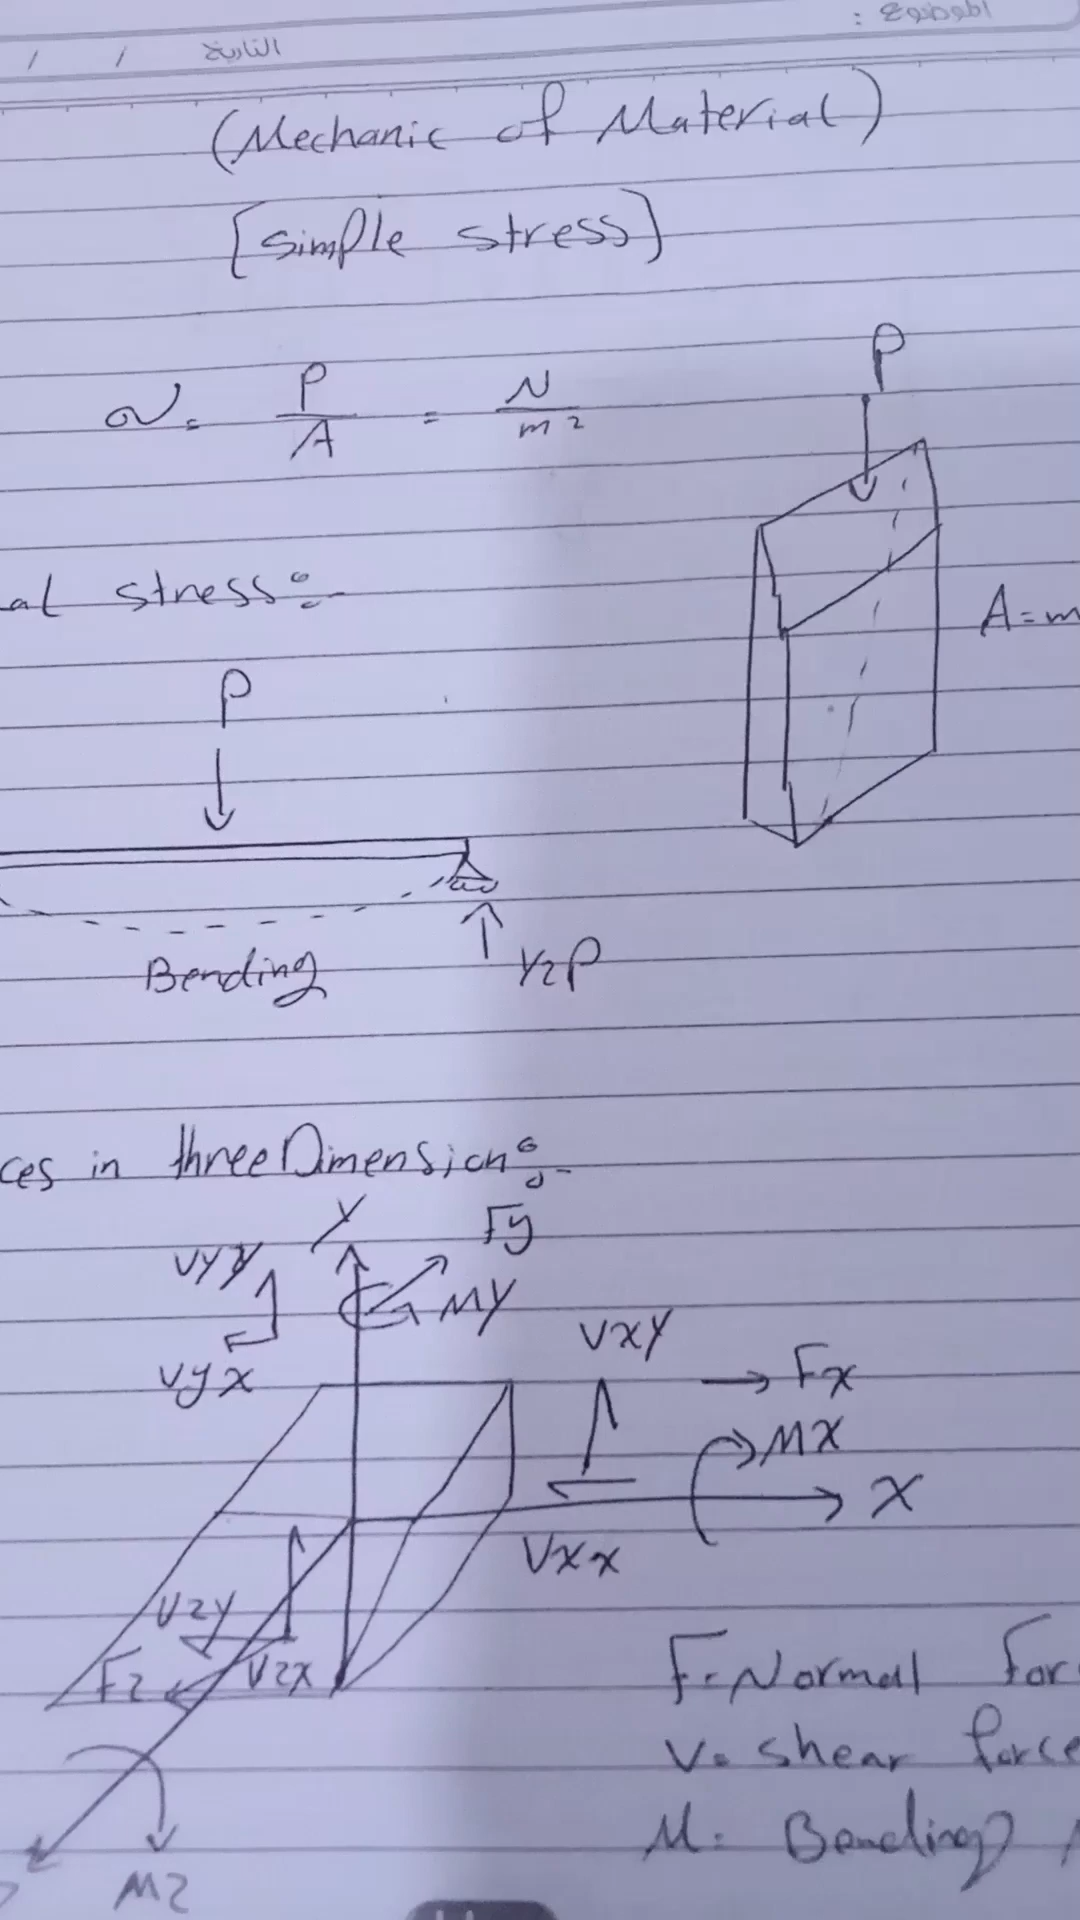 الموضوع :
التاريخ / /
(Mechanic of Material)
[simple stress]
σ = P/A = N/m²
P
A=m
al stress:-
P
Bending
1/2P
ces in three Dimension:-
Y
Fy
MY
Vyx
VXY
Fx
MX
X
Vxx
VZY
Fz
VZX
MZ
F=Normal For
V= shear force
M= Bending